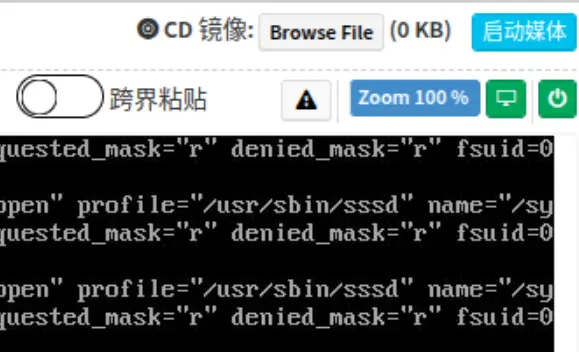 CD 镜像: Browse File (0 KB) 启动媒体
跨界粘贴 Zoom 100 %
quested_mask="r" denied_mask="r" fsuid=0
open" profile="/usr/sbin/sssd" name="/sy
quested_mask="r" denied_mask="r" fsuid=0
open" profile="/usr/sbin/sssd" name="/sy
quested_mask="r" denied_mask="r" fsuid=0